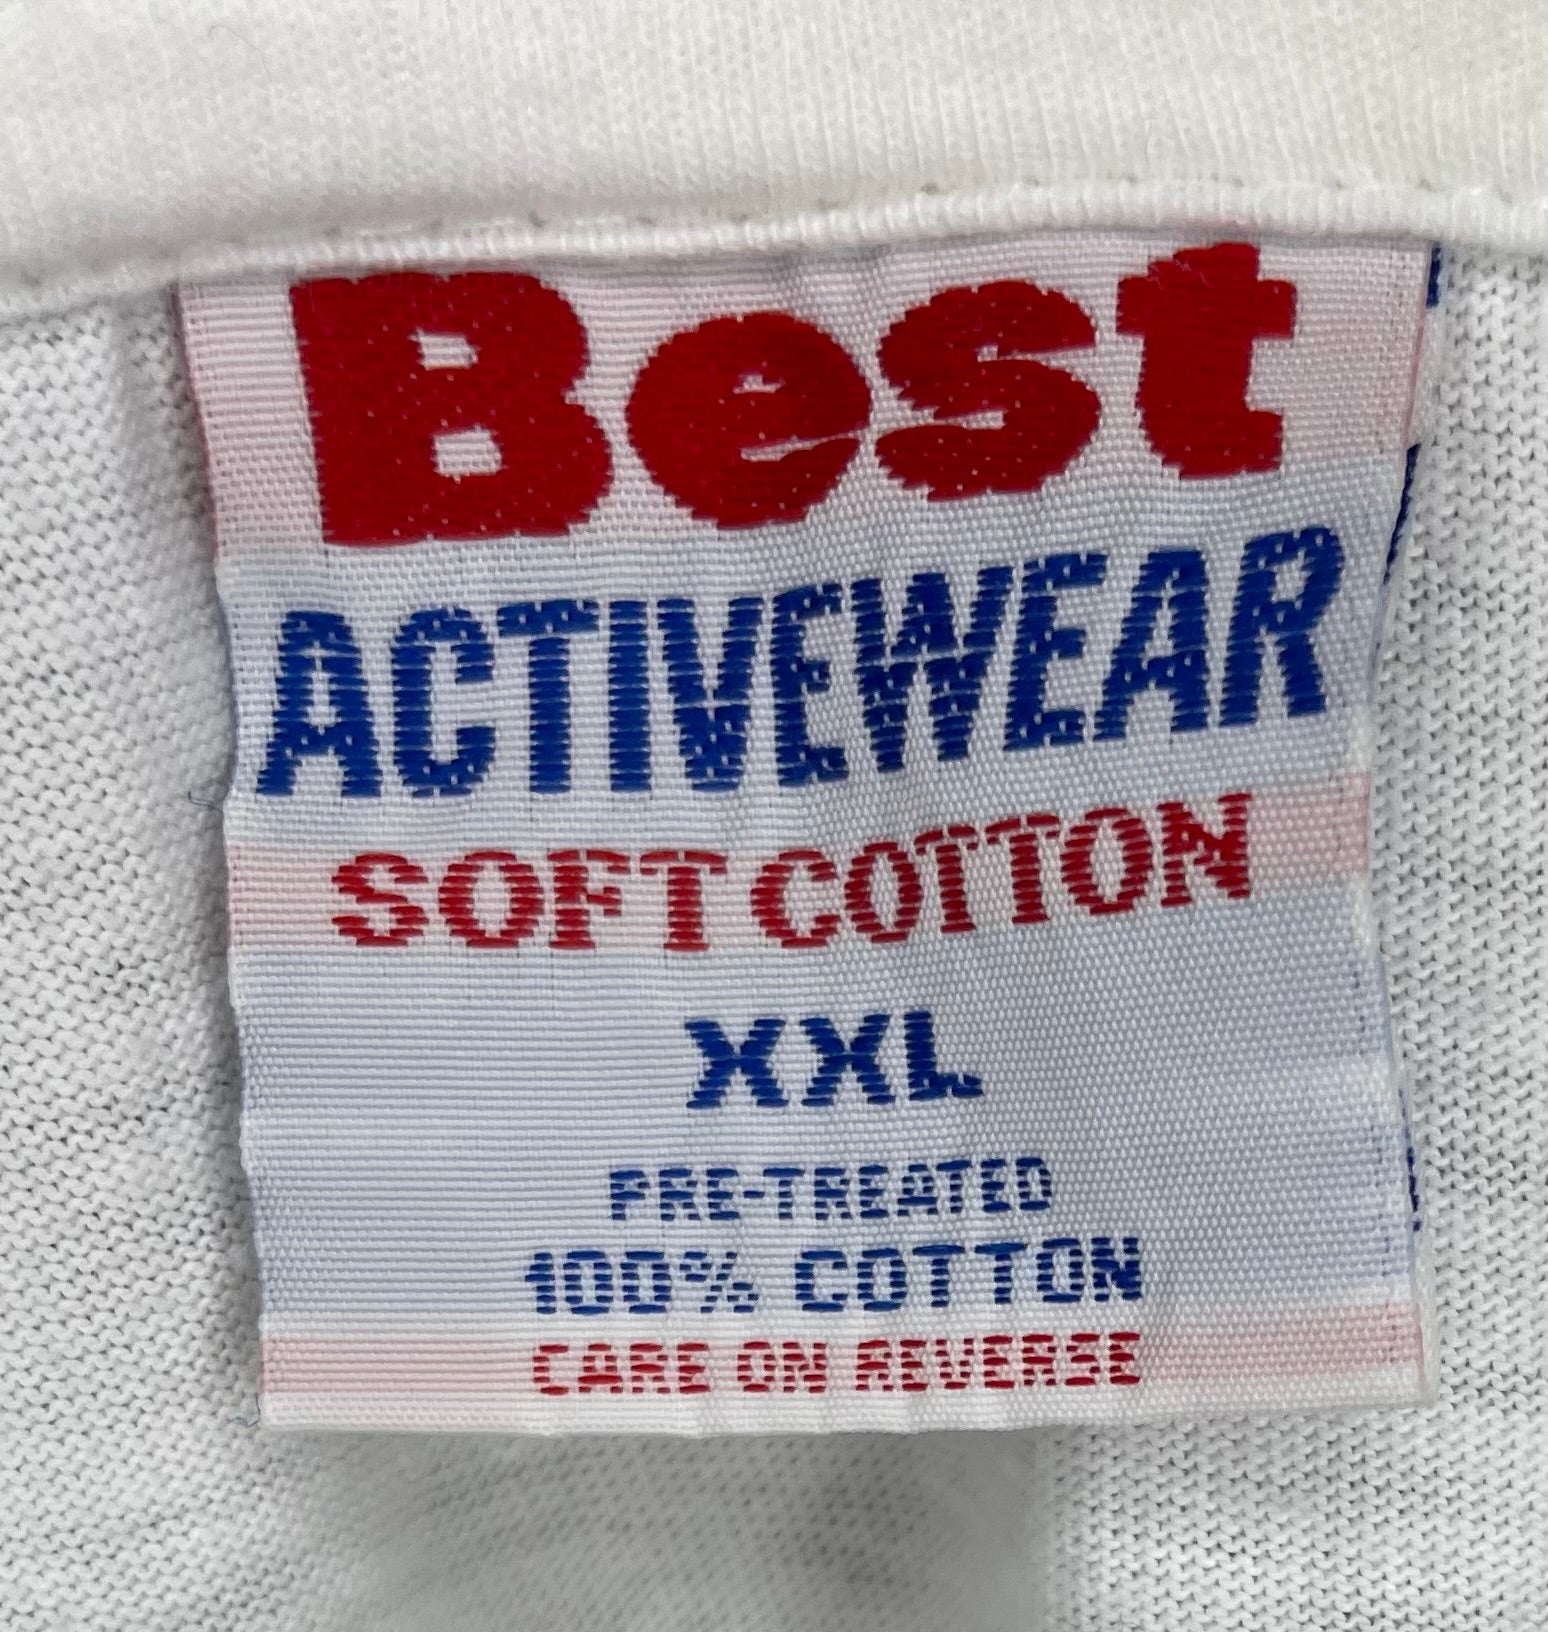 Best
ACTIVEWEAR
SOFT COTTON
XXL
PRE-TREATED
100% COTTON
CARE ON REVERSE